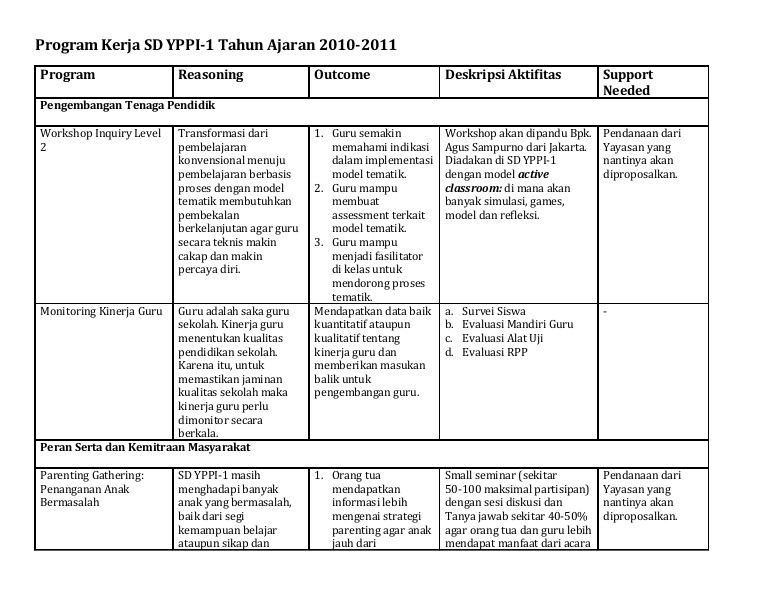 Program Kerja SD YPPI-1 Tahun Ajaran 2010-2011
Program
Reasoning
Outcome
Deskripsi Aktifitas
Support
Needed
Pengembangan Tenaga Pendidik
Workshop Inquiry Level
2
Transformasi dari
pembelajaran
konvensional menuju
pembelajaran berbasis
proses dengan model
tematik membutuhkan
pembekalan
berkelanjutan agar guru
secara teknis makin
cakap dan makin
percaya diri.
1. Guru semakin
memahami indikasi
dalam implementasi
model tematik.
2. Guru mampu
membuat
assessment terkait
model tematik.
3. Guru mampu
menjadi fasilitator
di kelas untuk
mendorong proses
tematik.
Workshop akan dipandu Bpk.
Agus Sampurno dari Jakarta.
Diadakan di SD YPPI-1
dengan model active
classroom: di mana akan
banyak simulasi, games,
model dan refleksi.
Pendanaan dari
Yayasan yang
nantinya akan
diproposalkan.
Monitoring Kinerja Guru
Guru adalah saka guru
sekolah. Kinerja guru
menentukan kualitas
pendidikan sekolah.
Karena itu, untuk
memastikan jaminan
kualitas sekolah maka
kinerja guru perlu
dimonitor secara
berkala.
Mendapatkan data baik
kuantitatif ataupun
kualitatif tentang
kinerja guru dan
memberikan masukan
balik untuk
pengembangan guru.
a. Survei Siswa
b. Evaluasi Mandiri Guru
c. Evaluasi Alat Uji
d. Evaluasi RPP
-
Peran Serta dan Kemitraan Masyarakat
Parenting Gathering:
Penanganan Anak
Bermasalah
SD YPPI-1 masih
menghadapi banyak
anak yang bermasalah,
baik dari segi
kemampuan belajar
ataupun sikap dan
1. Orang tua
mendapatkan
informasi lebih
mengenai strategi
parenting agar anak
jauh dari
Small seminar (sekitar
50-100 maksimal partisipan)
dengan sesi diskusi dan
Tanya jawab sekitar 40-50%
agar orang tua dan guru lebih
mendapat manfaat dari acara
Pendanaan dari
Yayasan yang
nantinya akan
diproposalkan.